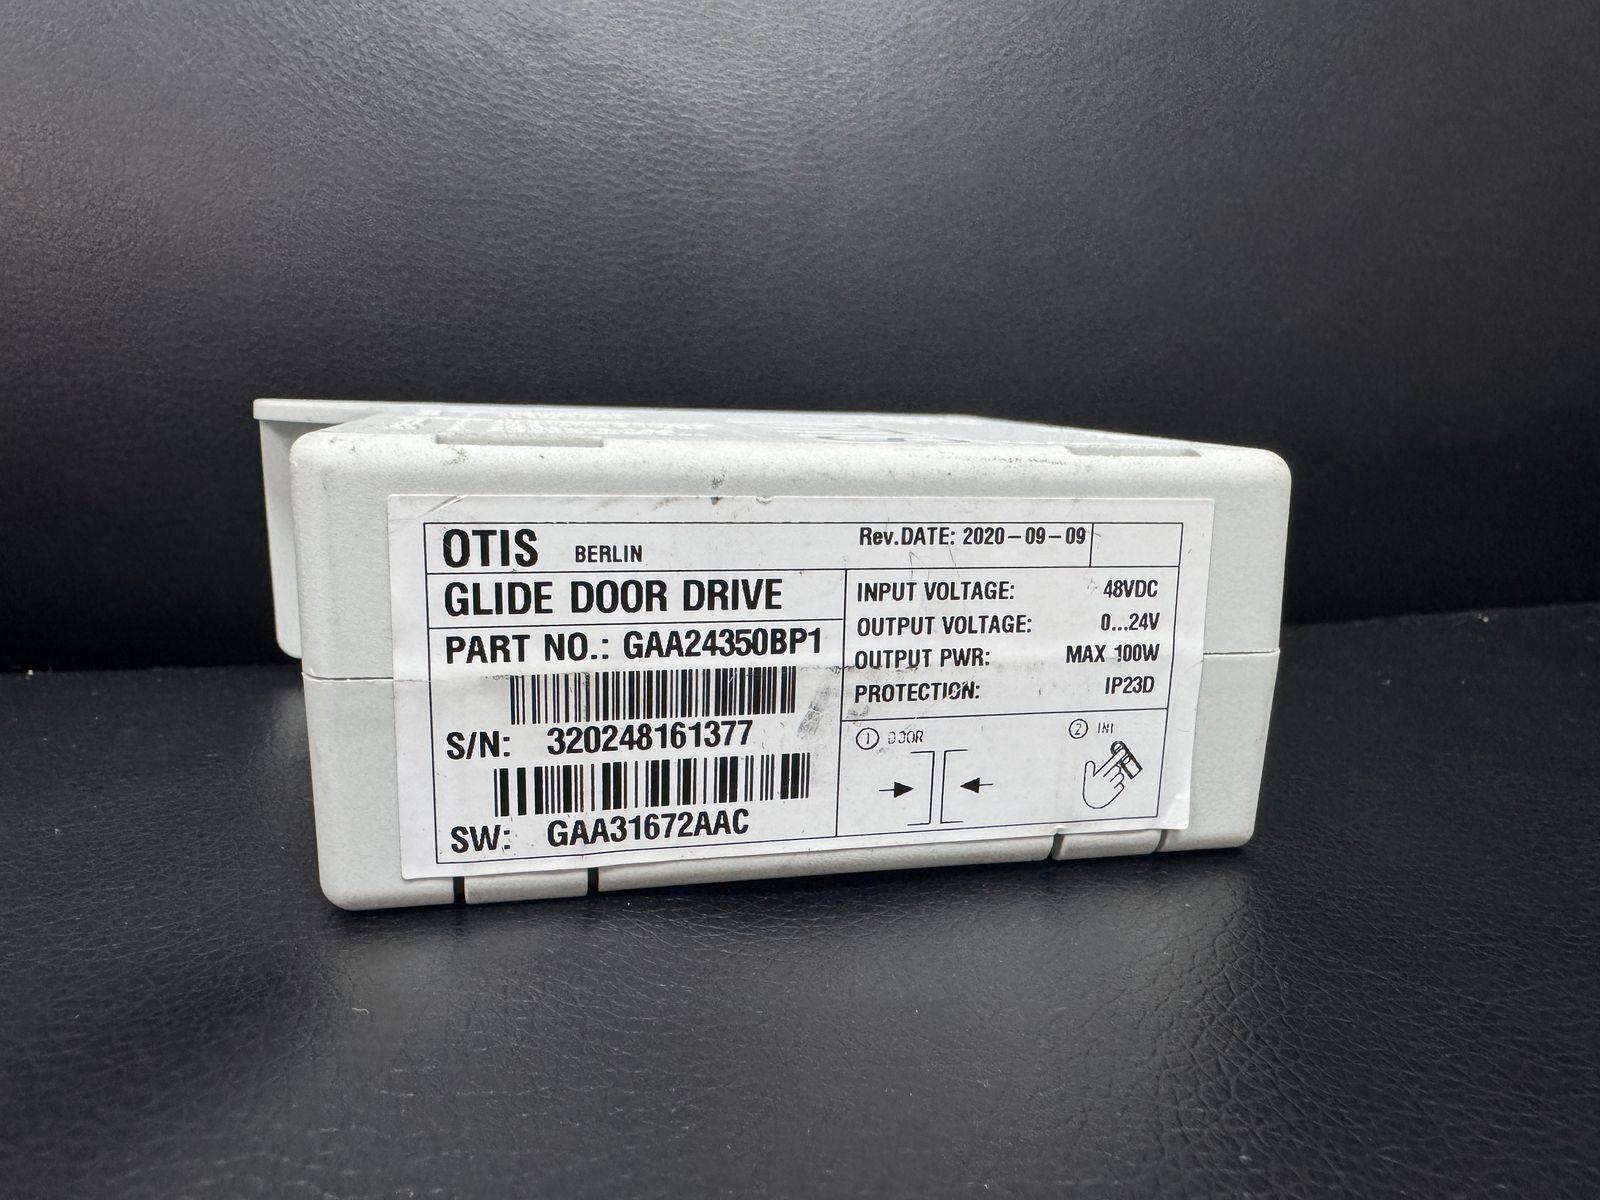 OTIS BERLIN
Rev.DATE: 2020-09-09
GLIDE DOOR DRIVE
PART NO.: GAA24350BP1
S/N: 320248161377
SW: GAA31672AAC
INPUT VOLTAGE: 48VDC
OUTPUT VOLTAGE: 0...24V
OUTPUT PWR: MAX 100W
PROTECTION: IP23D
1 DOOR
2 INI